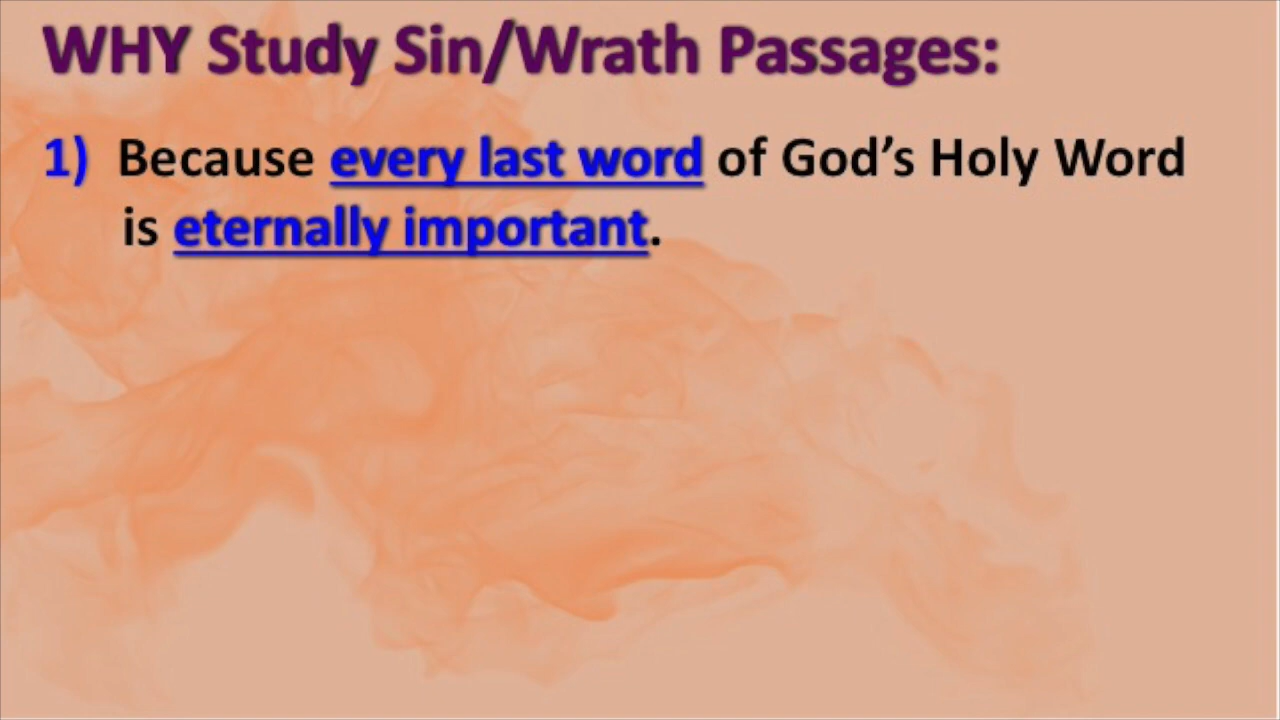 WHY Study Sin/Wrath Passages:
1) Because every last word of God’s Holy Word
is eternally important.